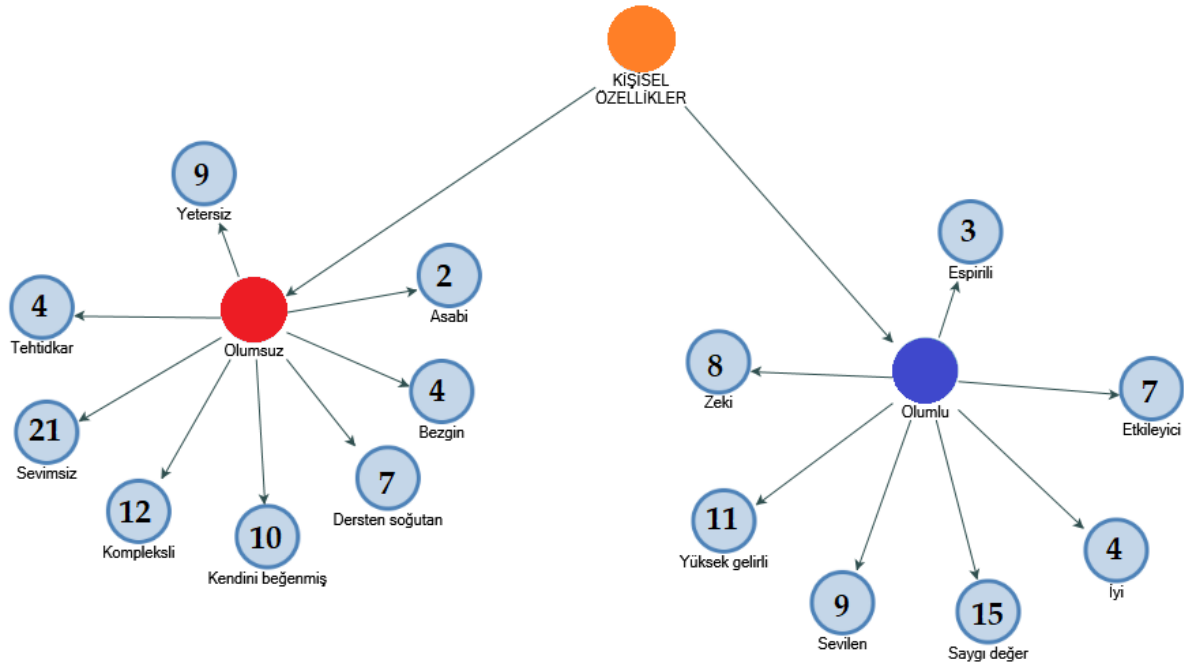 KİŞİSEL
ÖZELLİKLER
9
Yetersiz
2
Asabi
4
Tehtidkar
Olumsuz
4
Bezgin
21
Sevimsiz
12
Kompleksli
10
Kendini beğenmiş
7
Dersten soğutan
3
Espirili
8
Zeki
Olumlu
7
Etkileyici
11
Yüksek gelirli
9
Sevilen
15
Saygı değer
4
İyi